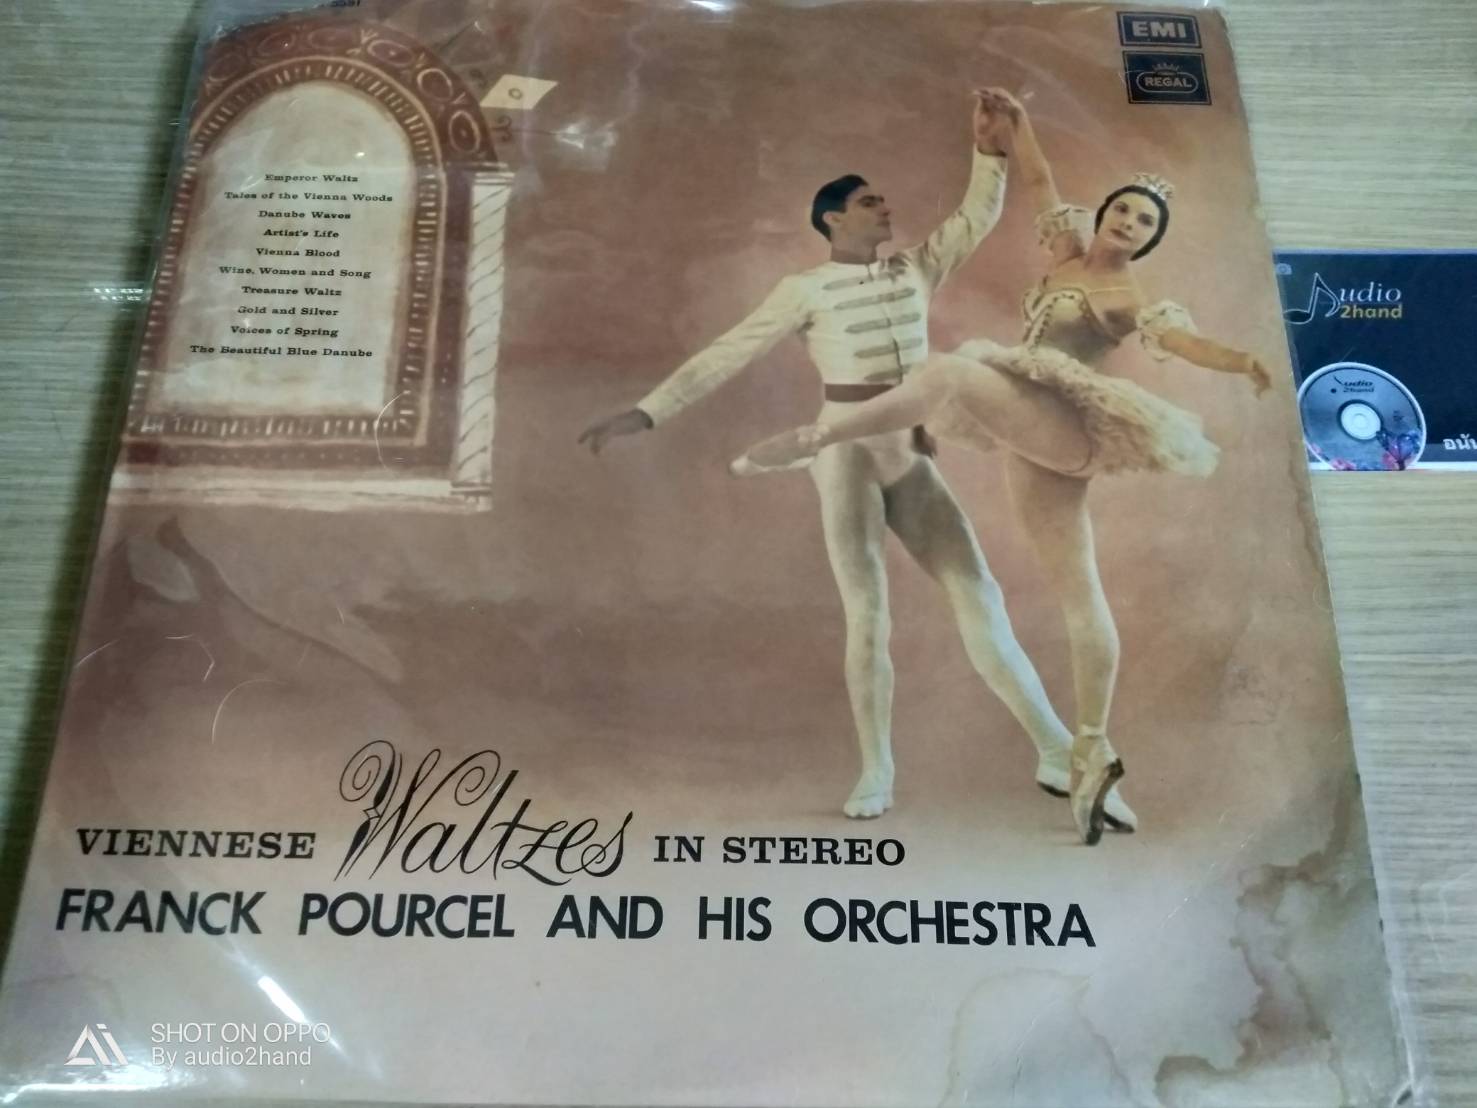 EMI
REGAL
Emperor Waltz
Tales of the Vienna Woods
Danube Waves
Artist's Life
Vienna Blood
Wine, Women and Song
Treasure Waltz
Gold and Silver
Voices of Spring
The Beautiful Blue Danube
udio
2hand
udio
2hand
VIENNESE Waltzes IN STEREO
FRANCK POURCEL AND HIS ORCHESTRA
SHOT ON OPPO
By audio2hand